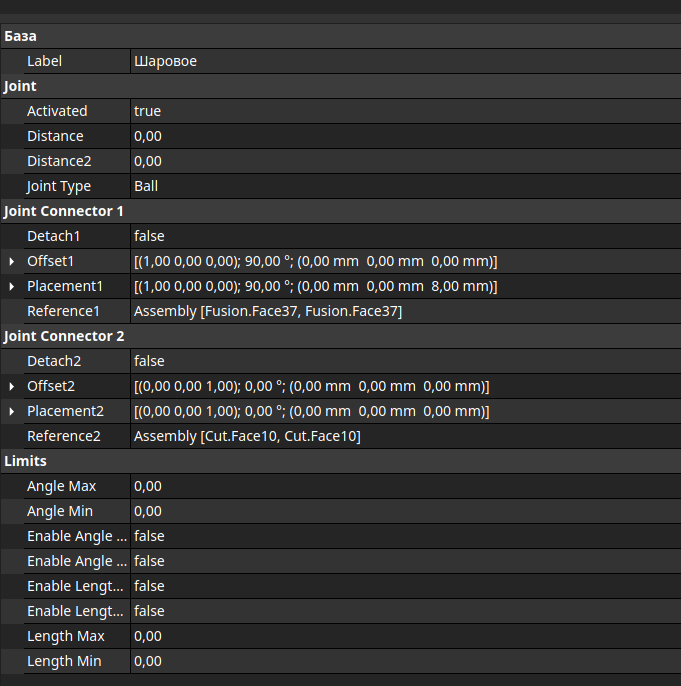 База
Label Шаровое
Joint
Activated true
Distance 0,00
Distance2 0,00
Joint Type Ball
Joint Connector 1
Detach1 false
Offset1 [(1,00 0,00 0,00); 90,00 °; (0,00 mm 0,00 mm 0,00 mm)]
Placement1 [(1,00 0,00 0,00); 90,00 °; (0,00 mm 0,00 mm 8,00 mm)]
Reference1 Assembly [Fusion.Face37, Fusion.Face37]
Joint Connector 2
Detach2 false
Offset2 [(0,00 0,00 1,00); 0,00 °; (0,00 mm 0,00 mm 0,00 mm)]
Placement2 [(0,00 0,00 1,00); 0,00 °; (0,00 mm 0,00 mm 0,00 mm)]
Reference2 Assembly [Cut.Face10, Cut.Face10]
Limits
Angle Max 0,00
Angle Min 0,00
Enable Angle ... false
Enable Angle ... false
Enable Lengt... false
Enable Lengt... false
Length Max 0,00
Length Min 0,00